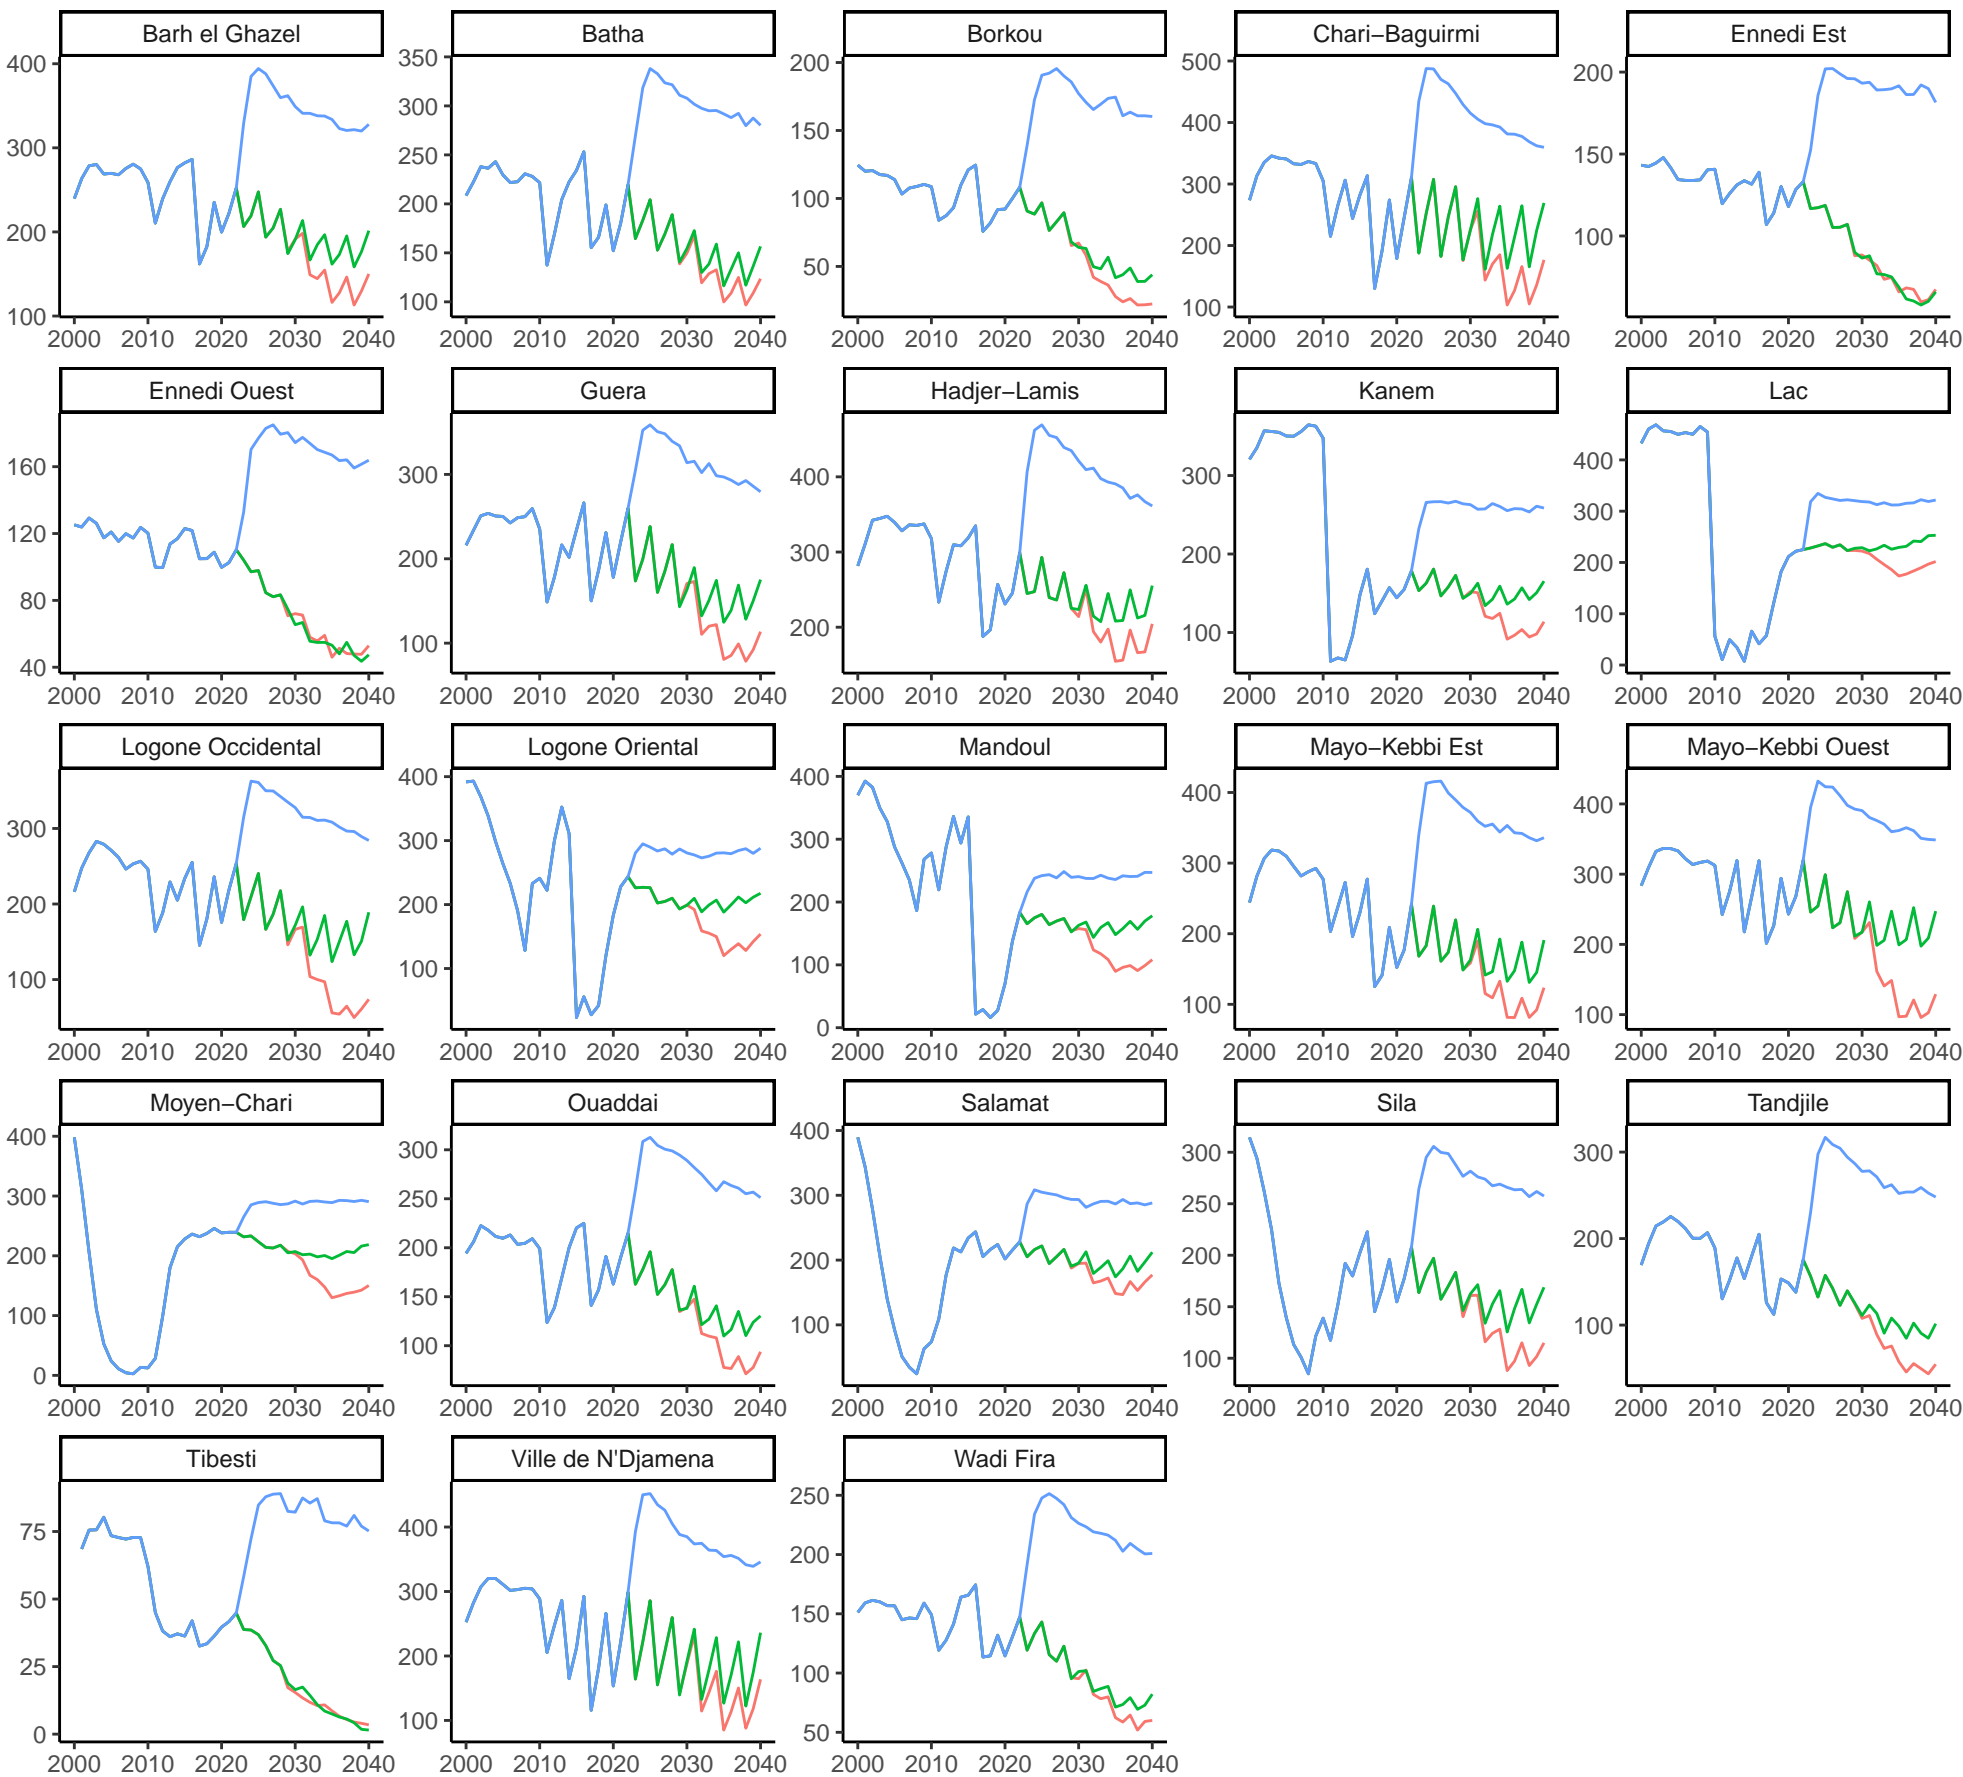 Barh el Ghazel
Batha
Borkou
Chari−Baguirmi
Ennedi Est
400
300
200
100
350
300
250
200
150
100
200
150
100
50
500
400
300
200
100
200
150
100
2000 2010 2020 2030 2040
2000 2010 2020 2030 2040
2000 2010 2020 2030 2040
2000 2010 2020 2030 2040
2000 2010 2020 2030 2040
Ennedi Ouest
Guera
Hadjer−Lamis
Kanem
Lac
160
120
80
40
300
200
100
400
300
200
300
200
100
400
300
200
100
0
2000 2010 2020 2030 2040
2000 2010 2020 2030 2040
2000 2010 2020 2030 2040
2000 2010 2020 2030 2040
2000 2010 2020 2030 2040
Logone Occidental
Logone Oriental
Mandoul
Mayo−Kebbi Est
Mayo−Kebbi Ouest
300
200
100
400
300
200
100
400
300
200
100
0
400
300
200
100
400
300
200
100
2000 2010 2020 2030 2040
2000 2010 2020 2030 2040
2000 2010 2020 2030 2040
2000 2010 2020 2030 2040
2000 2010 2020 2030 2040
Moyen−Chari
Ouaddai
Salamat
Sila
Tandjile
400
300
200
100
0
300
250
200
150
100
400
300
200
100
300
250
200
150
100
300
200
100
2000 2010 2020 2030 2040
2000 2010 2020 2030 2040
2000 2010 2020 2030 2040
2000 2010 2020 2030 2040
2000 2010 2020 2030 2040
Tibesti
Ville de N'Djamena
Wadi Fira
75
50
25
0
400
300
200
100
250
200
150
100
50
2000 2010 2020 2030 2040
2000 2010 2020 2030 2040
2000 2010 2020 2030 2040